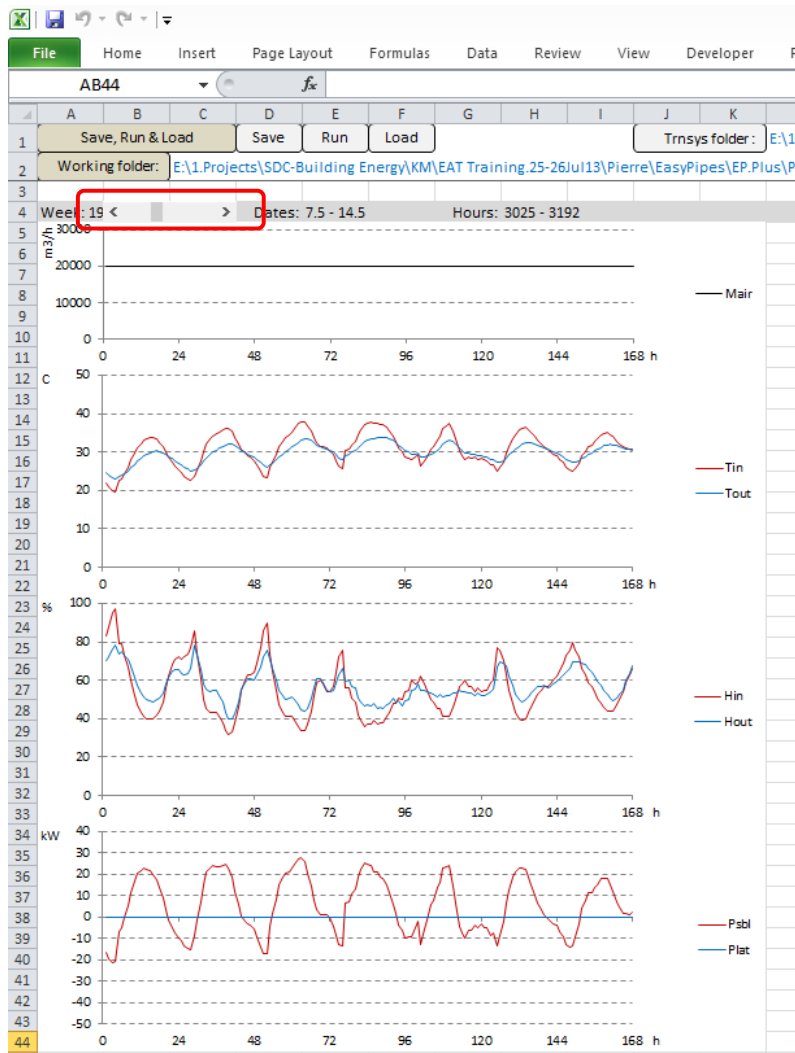 File Home Insert Page Layout Formulas Data Review View Developer
AB44 fx
A B C D E F G H I J K
1 Save, Run & Load Save Run Load Trnsys folder : E:\1
2 Working folder: E:\1.Projects\SDC-Building Energy\KM\EAT Training.25-26Jul13\Pierre\EasyPipes\EP.Plus\P
3
4 Week: 19 < > Dates: 7.5 - 14.5 Hours: 3025 - 3192
5 m3/h 30000
6
20000
7
8 10000 Mair
9
10 0
11 0 24 48 72 96 120 144 168 h
12 C 50
13
14 40
15 30
16 Tin
17 20 Tout
18
19 10
20
21 0
22 0 24 48 72 96 120 144 168 h
23 % 100
24
25 80
26
27 60 Hin
28 40 Hout
29
30 20
31
32 0
33 0 24 48 72 96 120 144 168 h
34 kW 40
35 30
36 20
37 10
38 0 Psbl
39 -10
40 -20 Plat
41 -30
42 -40
43 -50
44 0 24 48 72 96 120 144 168 h